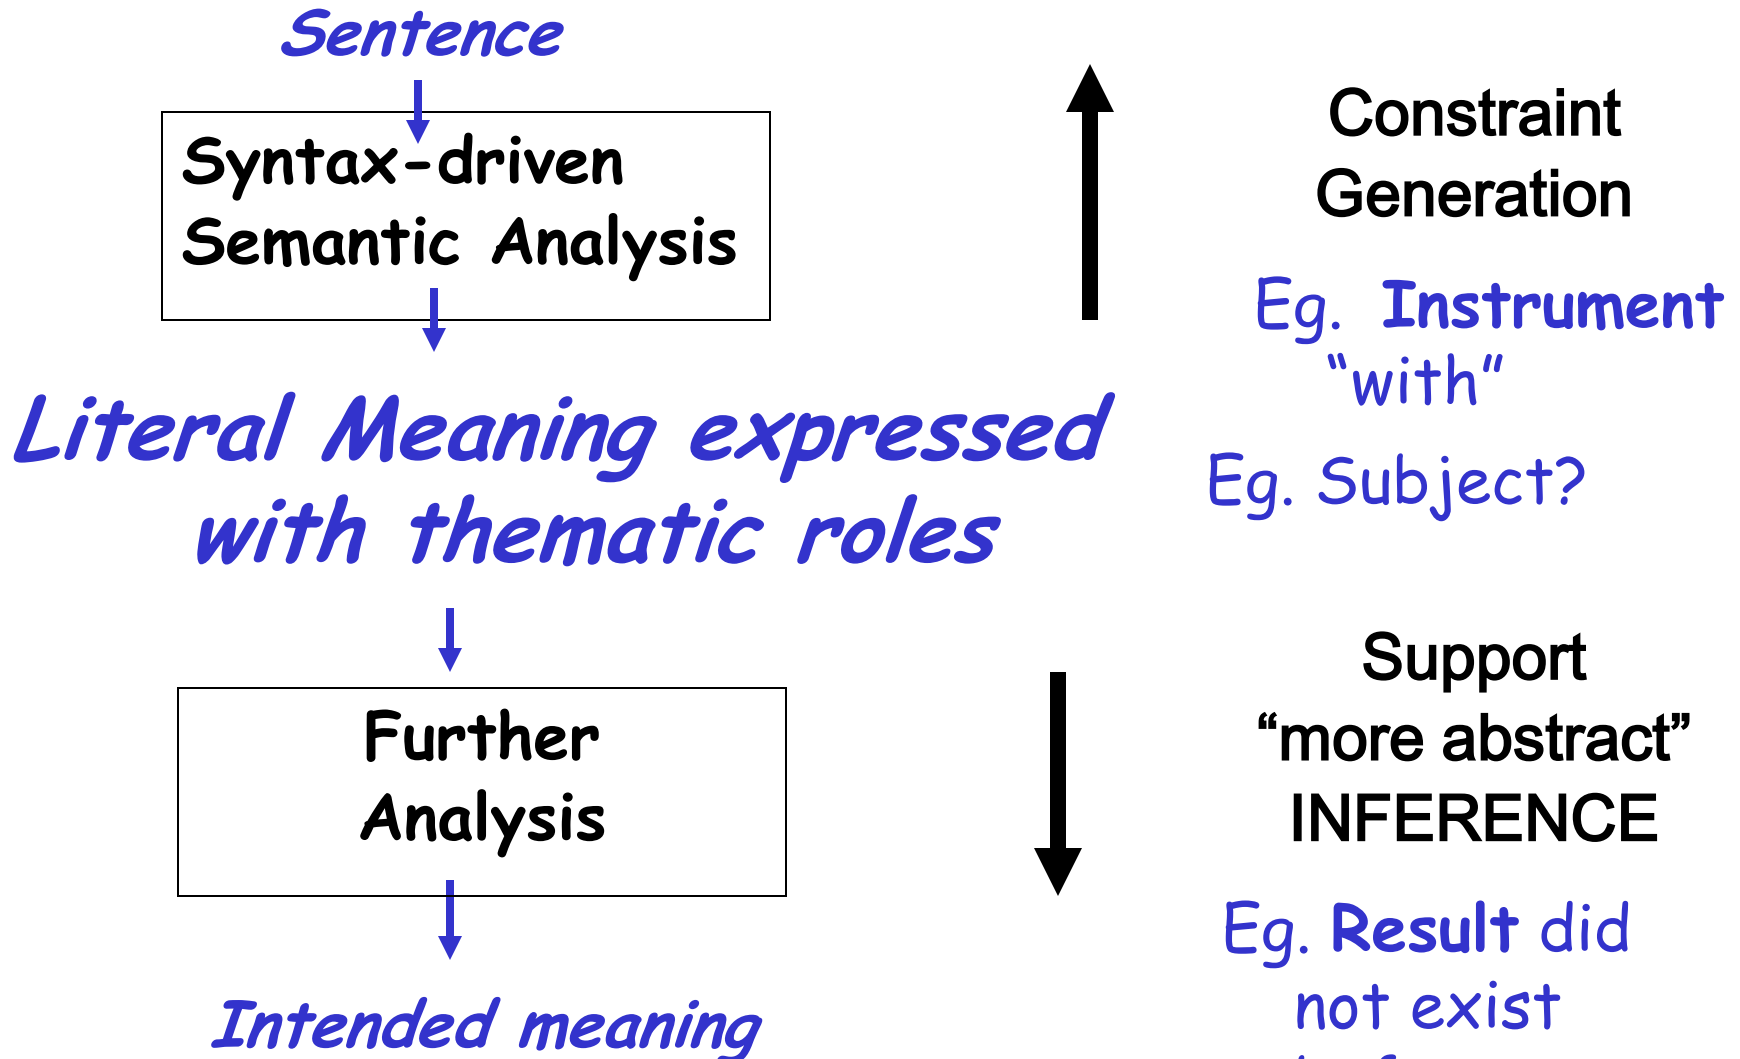 Sentence
Syntax-driven
Semantic Analysis
Literal Meaning expressed
with thematic roles
Further
Analysis
Intended meaning
Constraint
Generation
Eg. Instrument
“with”
Eg. Subject?
Support
“more abstract”
INFERENCE
Eg. Result did
not exist